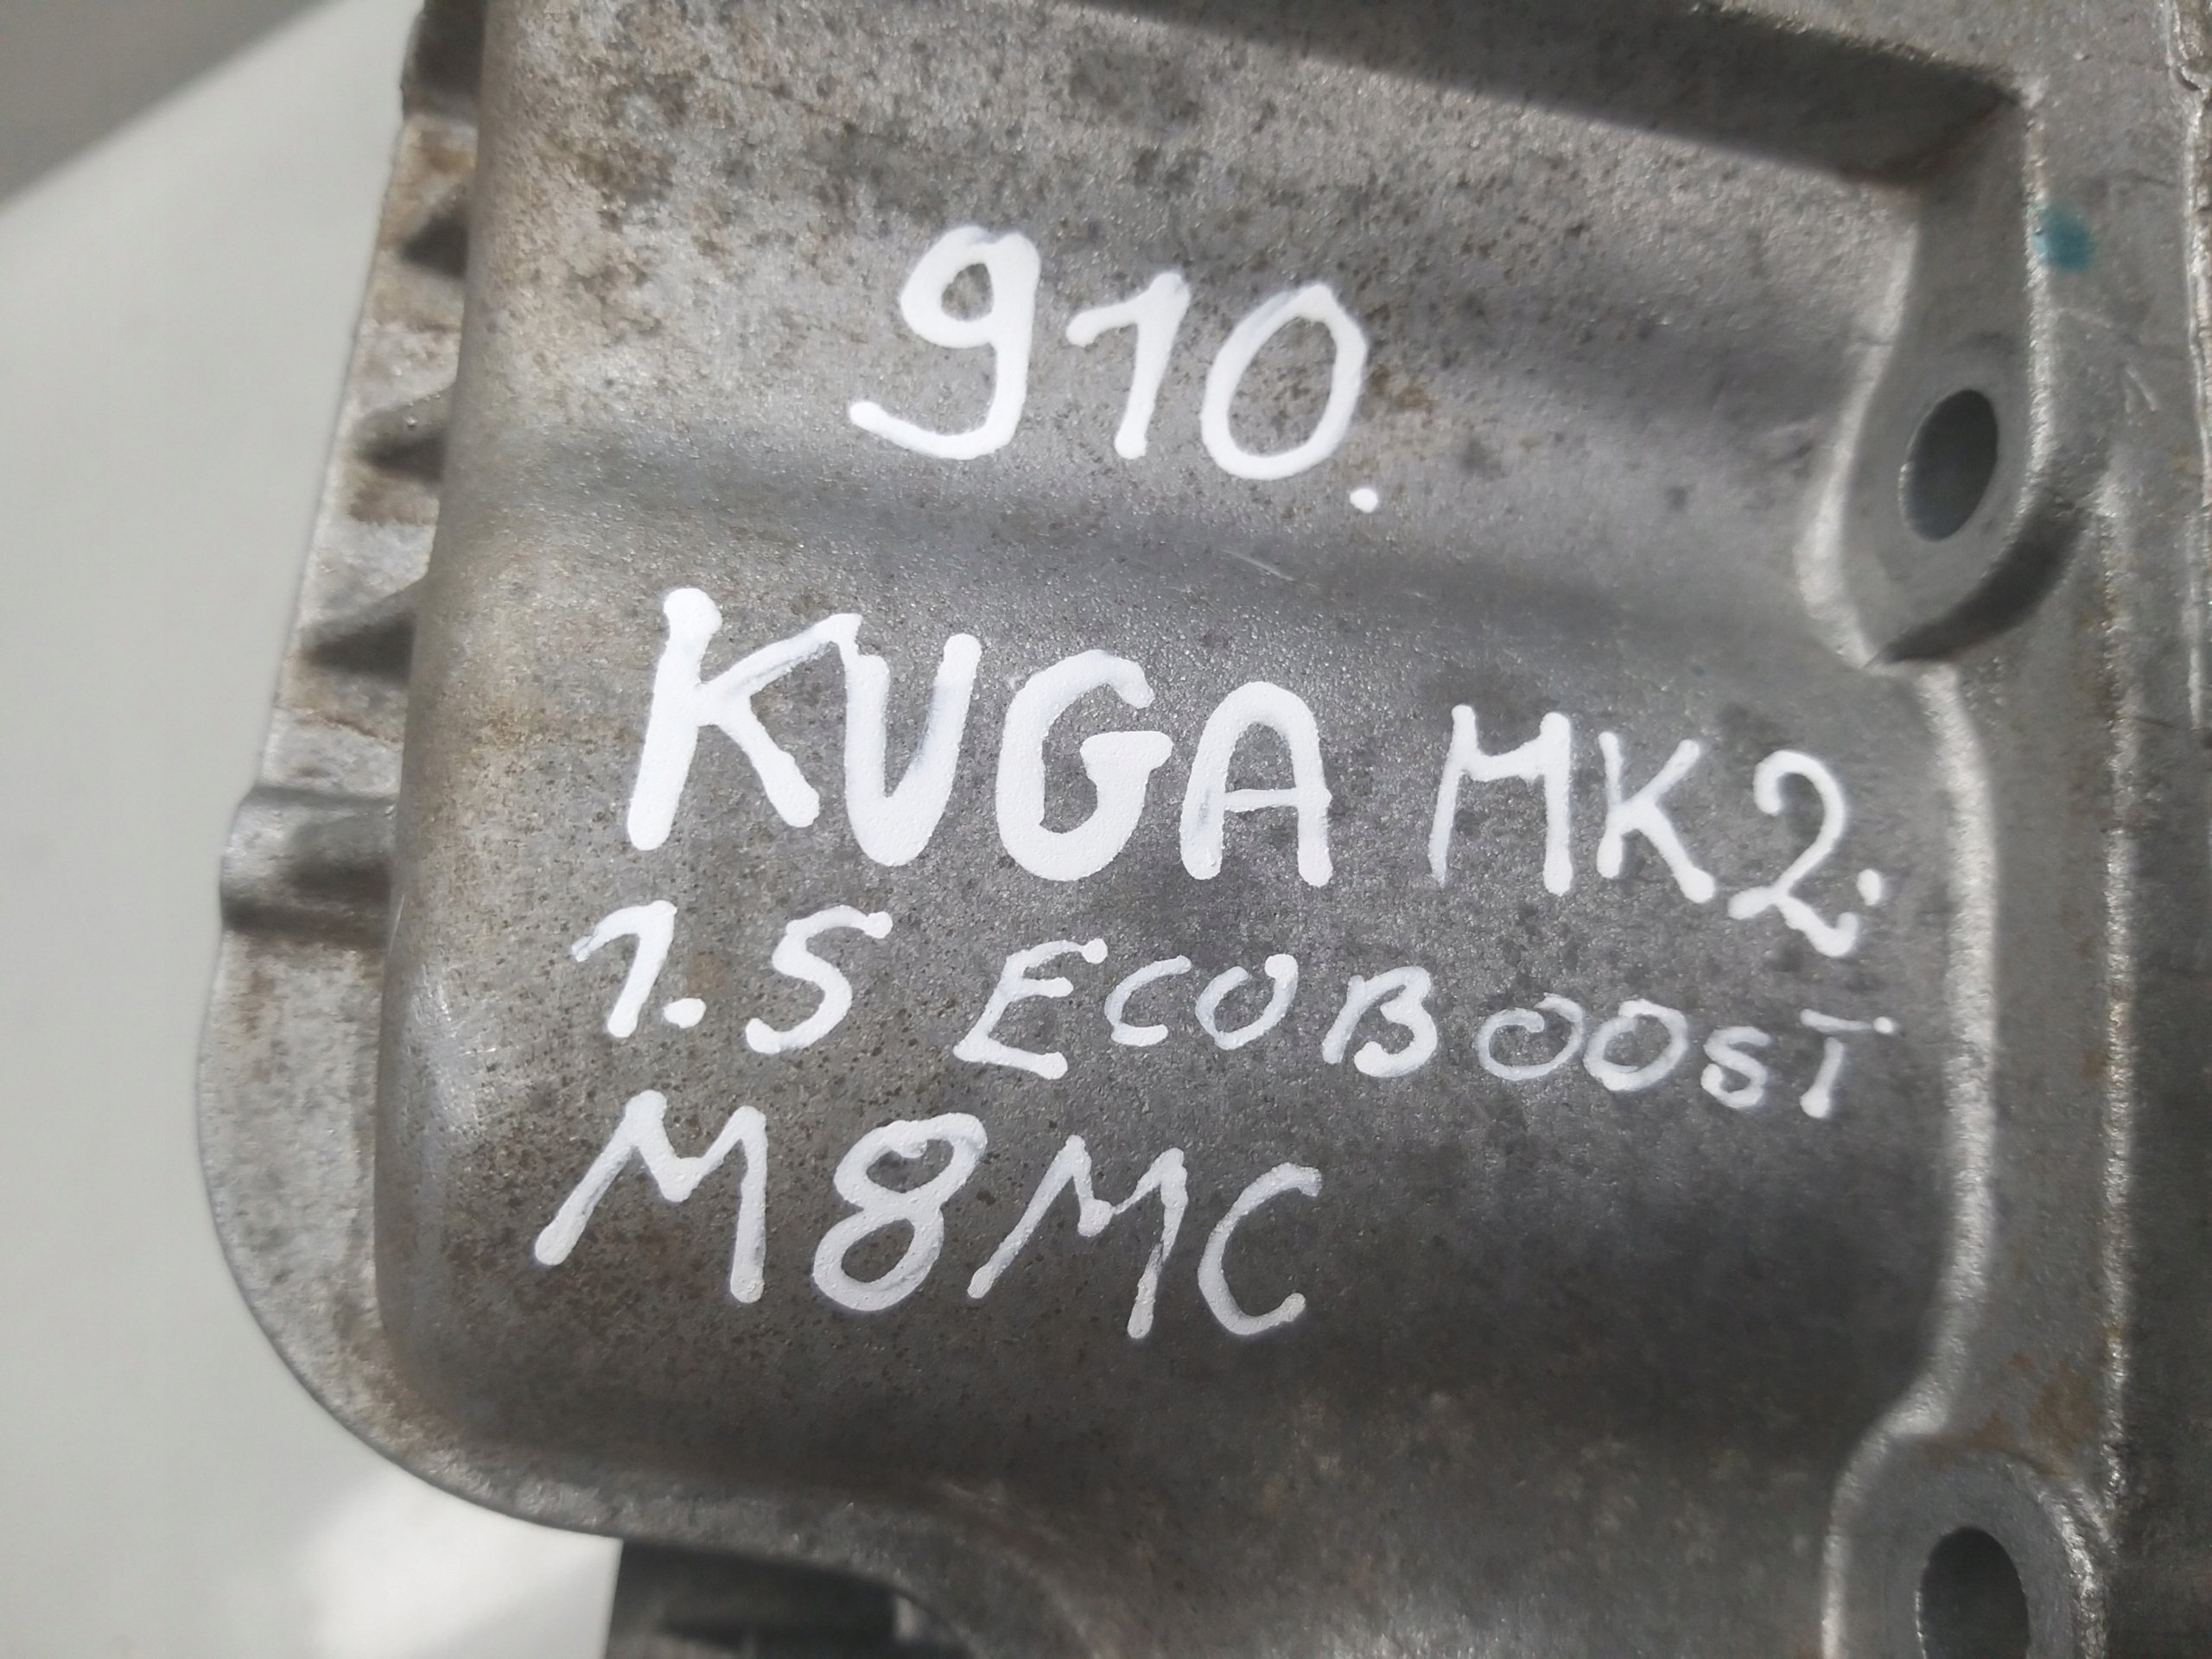 910.
KUGA MK2.
1.5 ECOBOOST
M8MC